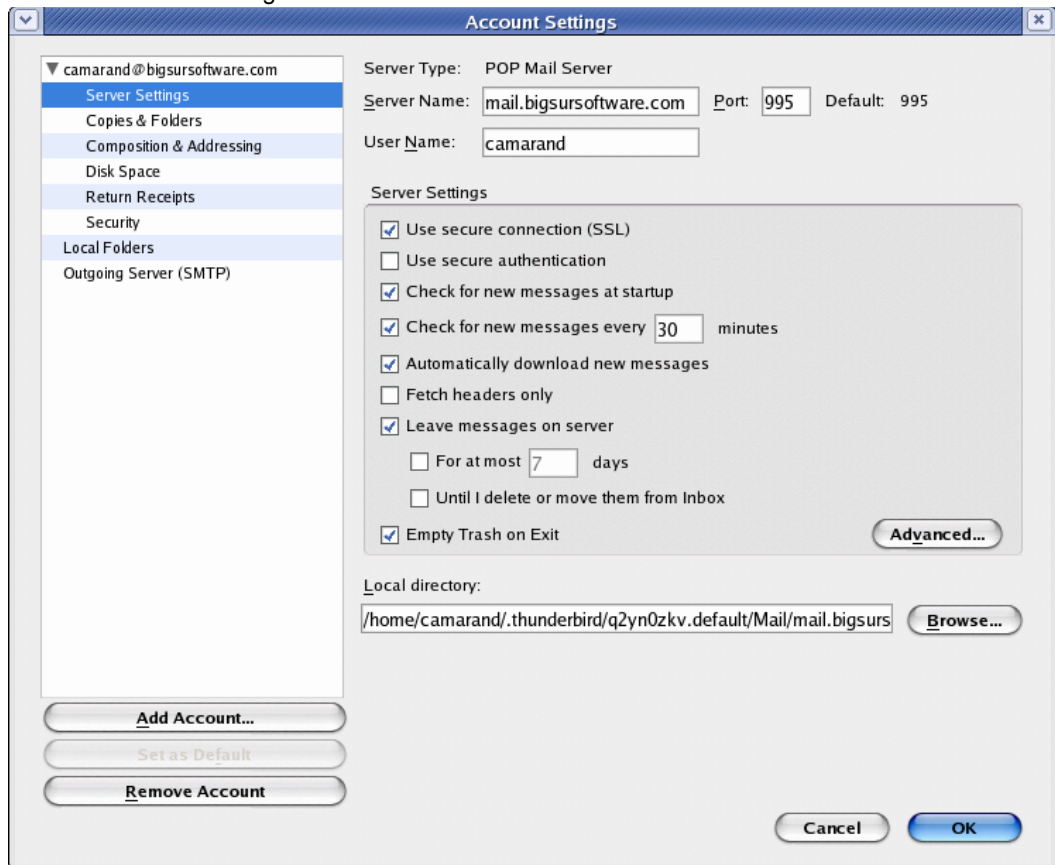 Account Settings
camarand@bigsursoftware.com
Server Settings
Copies & Folders
Composition & Addressing
Disk Space
Return Receipts
Security
Local Folders
Outgoing Server (SMTP)
Add Account...
Set as Default
Remove Account
Server Type: POP Mail Server
Server Name: mail.bigsursoftware.com Port: 995 Default: 995
User Name: camarand
Server Settings
Use secure connection (SSL)
Use secure authentication
Check for new messages at startup
Check for new messages every 30 minutes
Automatically download new messages
Fetch headers only
Leave messages on server
For at most 7 days
Until I delete or move them from Inbox
Empty Trash on Exit Advanced...
Local directory:
/home/camarand/.thunderbird/q2yn0zkv.default/Mail/mail.bigsurs Browse...
Cancel OK